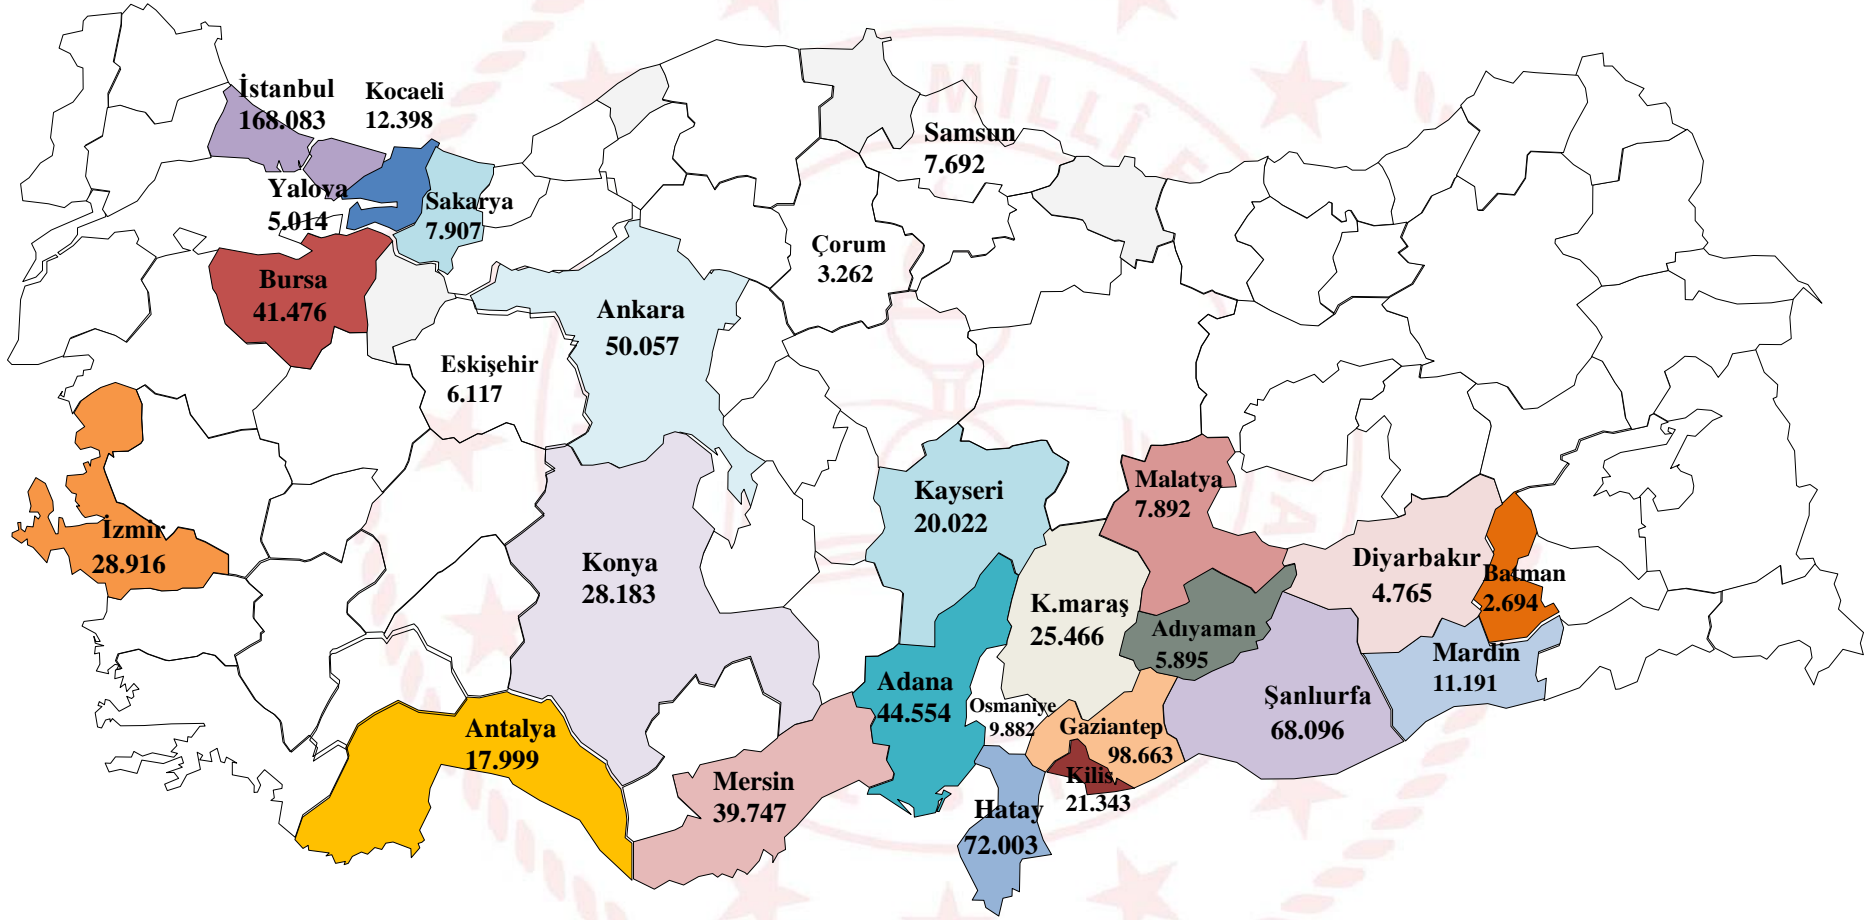 İstanbul
168.083
Kocaeli
12.398
Yalova
5.014
Sakarya
7.907
Samsun
7.692
MİLLÎ E
Bursa
41.476
Çorum
3.262
Ankara
50.057
Eskişehir
6.117
İzmir
28.916
Konya
28.183
Kayseri
20.022
Malatya
7.892
Diyarbakır
4.765
Batman
2.694
K.maraş
25.466
Adıyaman
5.895
Mardin
11.191
Şanlıurfa
68.096
Adana
44.554
Osmaniye
9.882
Gaziantep
98.663
Kilis
21.343
Antalya
17.999
Mersin
39.747
Hatay
72.003